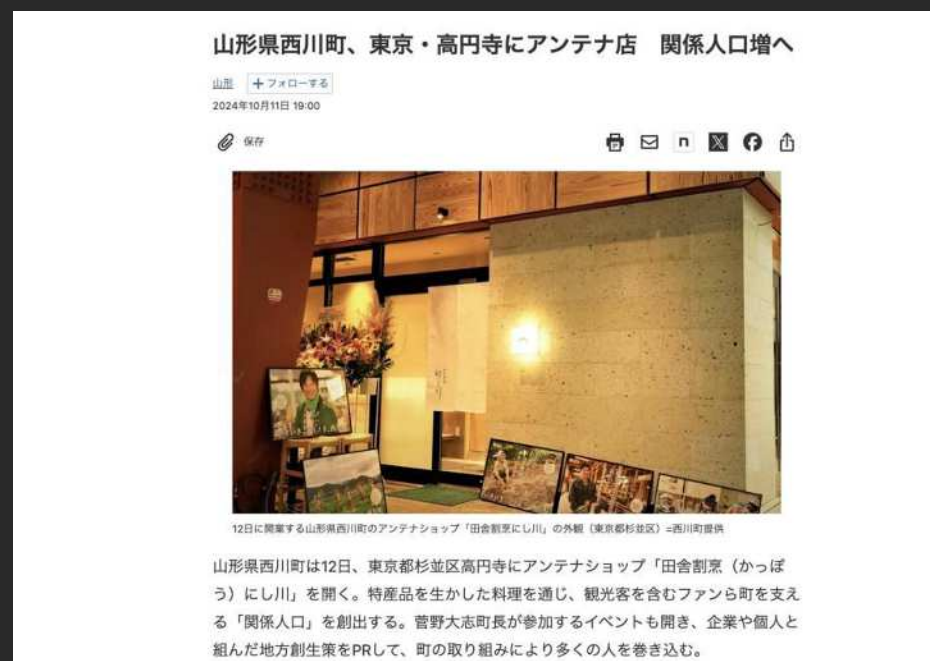 山形県西川町、東京・高円寺にアンテナ店　関係人口増へ
山形 +フォローする
2024年10月11日 19:00
保存
12日に開業する山形県西川町のアンテナショップ「田舎割烹にし川」の外観（東京都杉並区）=西川町提供
山形県西川町は12日、東京都杉並区高円寺にアンテナショップ「田舎割烹（かっぽ
う）にし川」を開く。特産品を生かした料理を通じ、観光客を含むファンら町を支え
る「関係人口」を創出する。菅野大志町長が参加するイベントも開き、企業や個人と
組んだ地方創生策をPRして、町の取り組みにより多くの人を巻き込む。